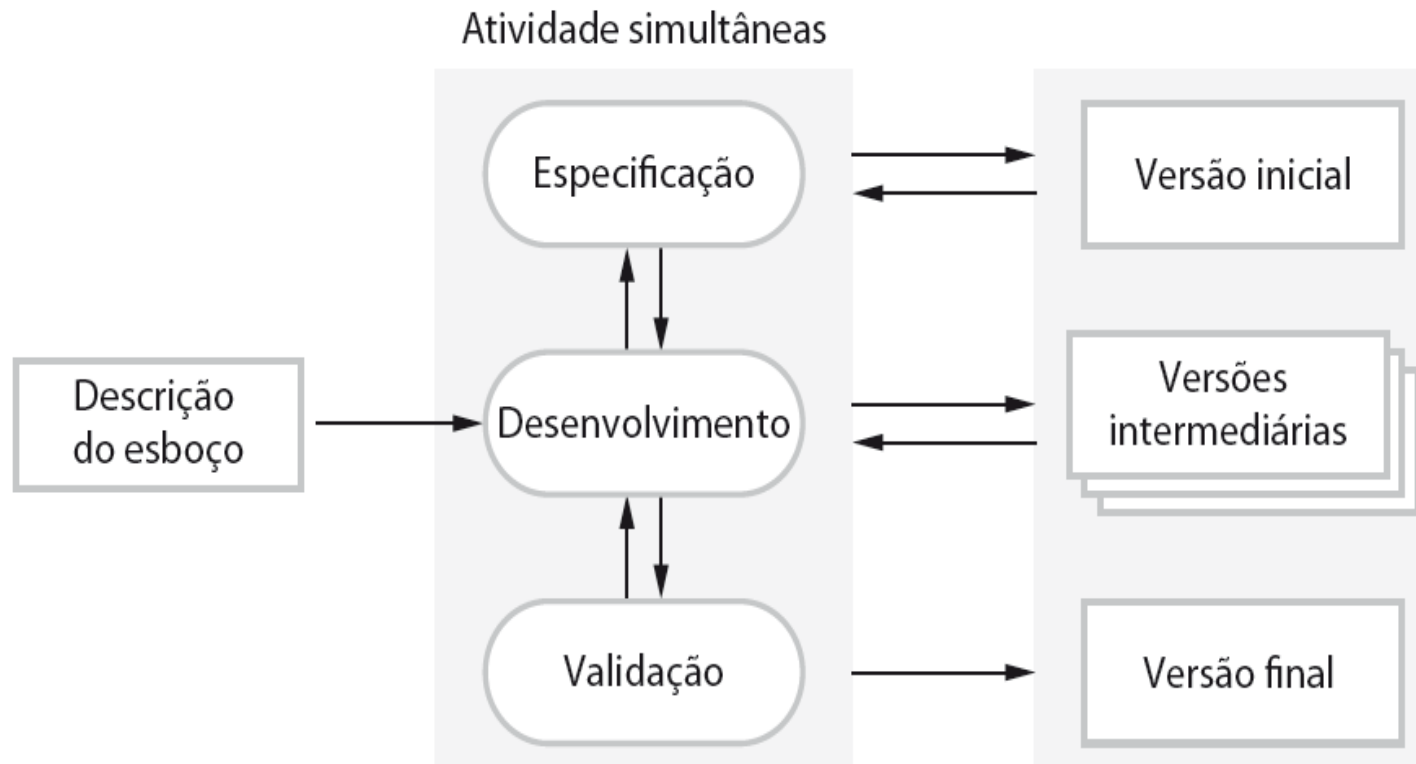 Atividade simultâneas
Especificação
Versão inicial
Descrição
do esboço
Desenvolvimento
Versões
intermediárias
Validação
Versão final